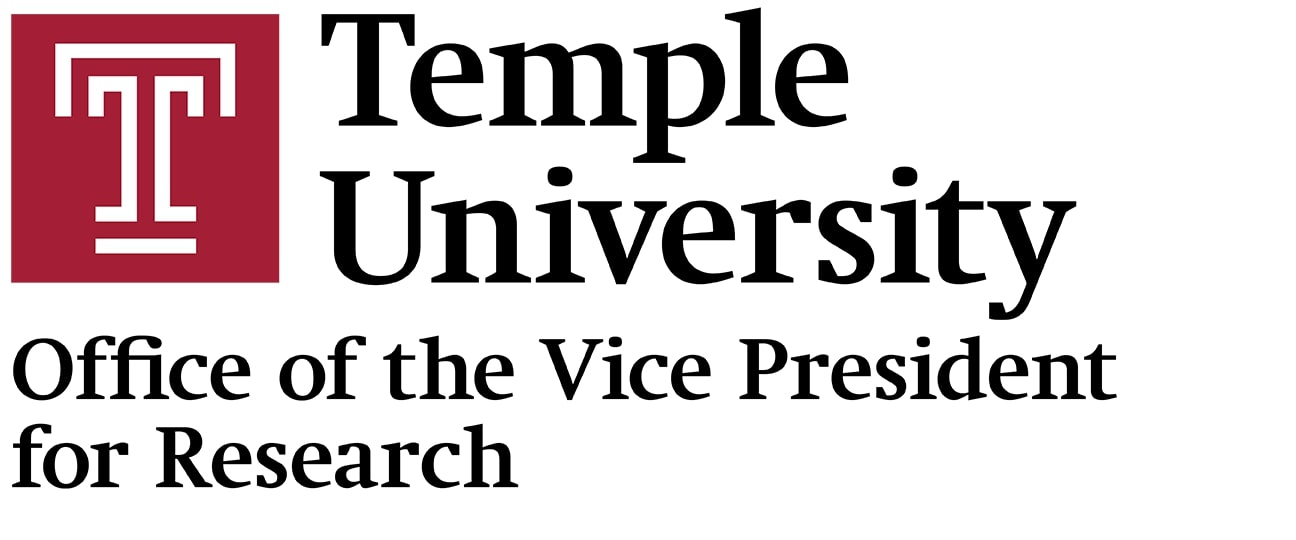 T
Temple
University
Office of the Vice President
for Research